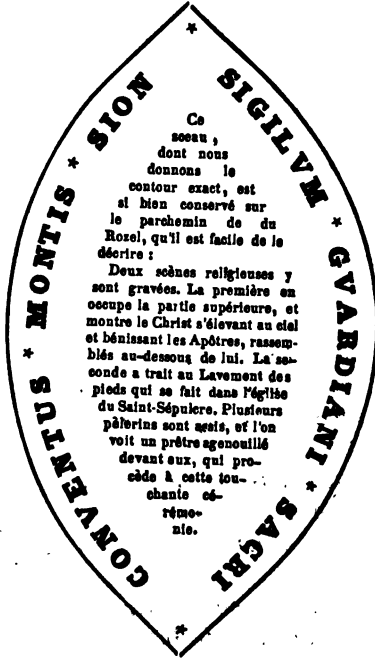 * SIGILVM * GVARDIANI * SACRI
* CONVENTUS * MONTIS * SION
Ce
sceau,
dont nous
donnons le
contour exact, est
si bien conservé sur
le parchemin de du
Rozel, qu'il est facile de le
décrire :
Deux scènes religieuses y
sont gravées. La première en
occupe la partie supérieure, et
montre le Christ s'élevant au ciel
et bénissant les Apôtres, rassem-
blés au-dessous de lui. La se-
conde a trait au Lavement des
pieds qui se fait dans l'église
du Saint-Sépulcre. Plusieurs
pèlerins sont assis, et l'on
voit un prêtre agenouillé
devant eux, qui pro-
cède à cette tou-
chante cé-
rémo-
nie.